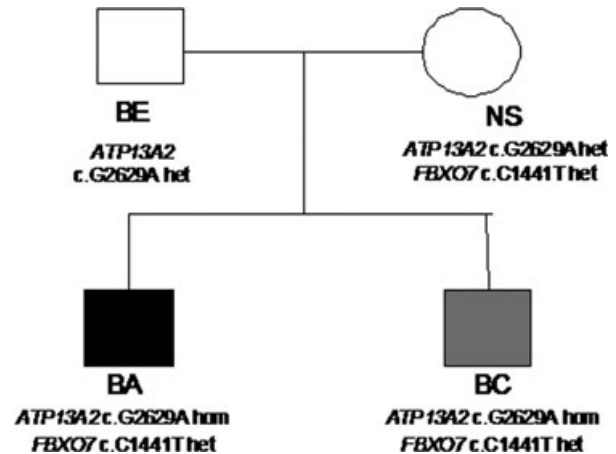 BE
ATP13A2
c.G2629A het
NS
ATP13A2 c.G2629A het
FBXO7 c.C1441T het
BA
ATP13A2 c.G2629A hom
FBXO7 c.C1441T het
BC
ATP13A2 c.G2629A hom
FBXO7 c.C1441T het